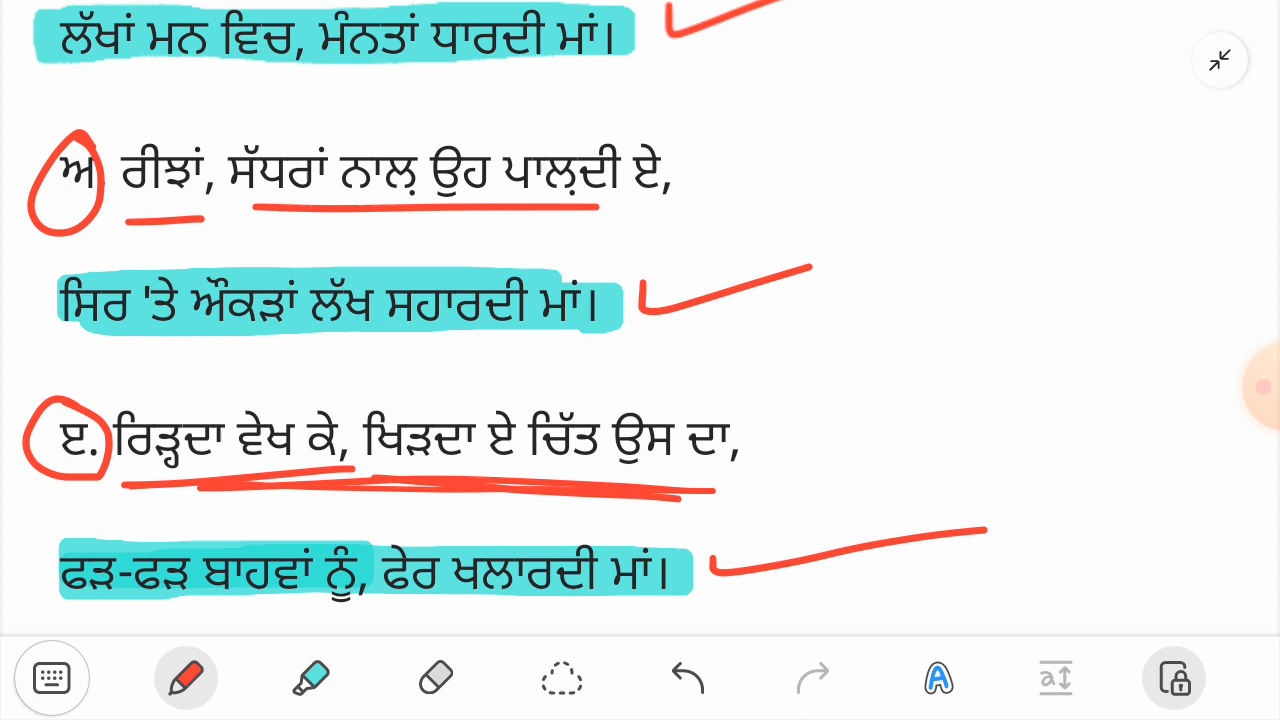 ਲੱਖਾਂ ਮਨ ਵਿਚ, ਮੰਨਤਾਂ ਧਾਰਦੀ ਮਾਂ।
ਅ. ਰੀਝਾਂ, ਸੱਧਰਾਂ ਨਾਲ਼ ਉਹ ਪਾਲ਼ਦੀ ਏ,
ਸਿਰ 'ਤੇ ਔਕੜਾਂ ਲੱਖ ਸਹਾਰਦੀ ਮਾਂ।
ੲ. ਰਿੜ੍ਹਦਾ ਵੇਖ ਕੇ, ਖਿੜਦਾ ਏ ਚਿੱਤ ਉਸ ਦਾ,
ਫੜ-ਫੜ ਬਾਹਵਾਂ ਨੂੰ, ਫੇਰ ਖਲਾਰਦੀ ਮਾਂ।